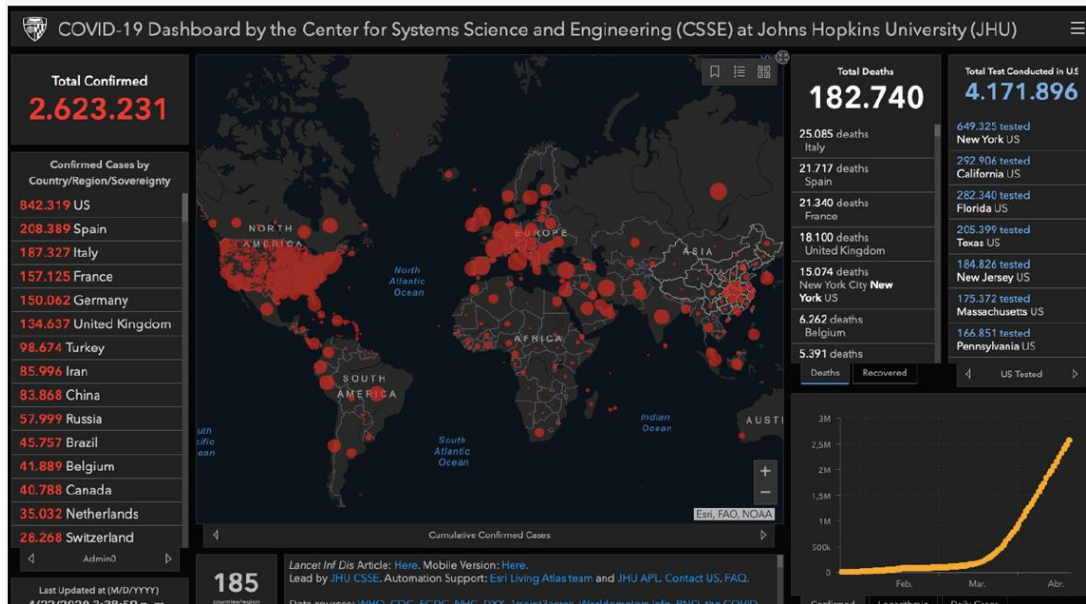 COVID-19 Dashboard by the Center for Systems Science and Engineering (CSSE) at Johns Hopkins University (JHU)
Total Confirmed
2.623.231
Confirmed Cases by
Country/Region/Sovereignty
842.319 US
208.389 Spain
187.327 Italy
157.125 France
150.062 Germany
134.637 United Kingdom
98.674 Turkey
85.996 Iran
83.868 China
57.999 Russia
45.757 Brazil
41.889 Belgium
40.788 Canada
35.032 Netherlands
28.268 Switzerland
Admin0
Last Updated at (M/D/YYYY)
NORTH
AMERICA
EUROPE
ASIA
North
Atlantic
Ocean
AFRICA
SOUTH
AMERICA
South
Atlantic
Ocean
Indian
Ocean
AUSTI
Esri, FAO, NOAA
Cumulative Confirmed Cases
185
Lancet Inf Dis Article: Here. Mobile Version: Here.
Lead by JHU CSSE. Automation Support: Esri Living Atlas team and JHU APL. Contact US. FAQ.
Total Deaths
182.740
25.085 deaths
Italy
21.717 deaths
Spain
21.340 deaths
France
18.100 deaths
United Kingdom
15.074 deaths
New York City New
York US
6.262 deaths
Belgium
5.391 deaths
Deaths
Recovered
Total Test Conducted in U.S
4.171.896
649.325 tested
New York US
292.906 tested
California US
282.340 tested
Florida US
205.399 tested
Texas US
184.826 tested
New Jersey US
175.372 tested
Massachusetts US
166.851 tested
Pennsylvania US
US Tested
3M
2,5M
2M
1,5M
1M
500k
0
Feb.
Mar.
Abr.